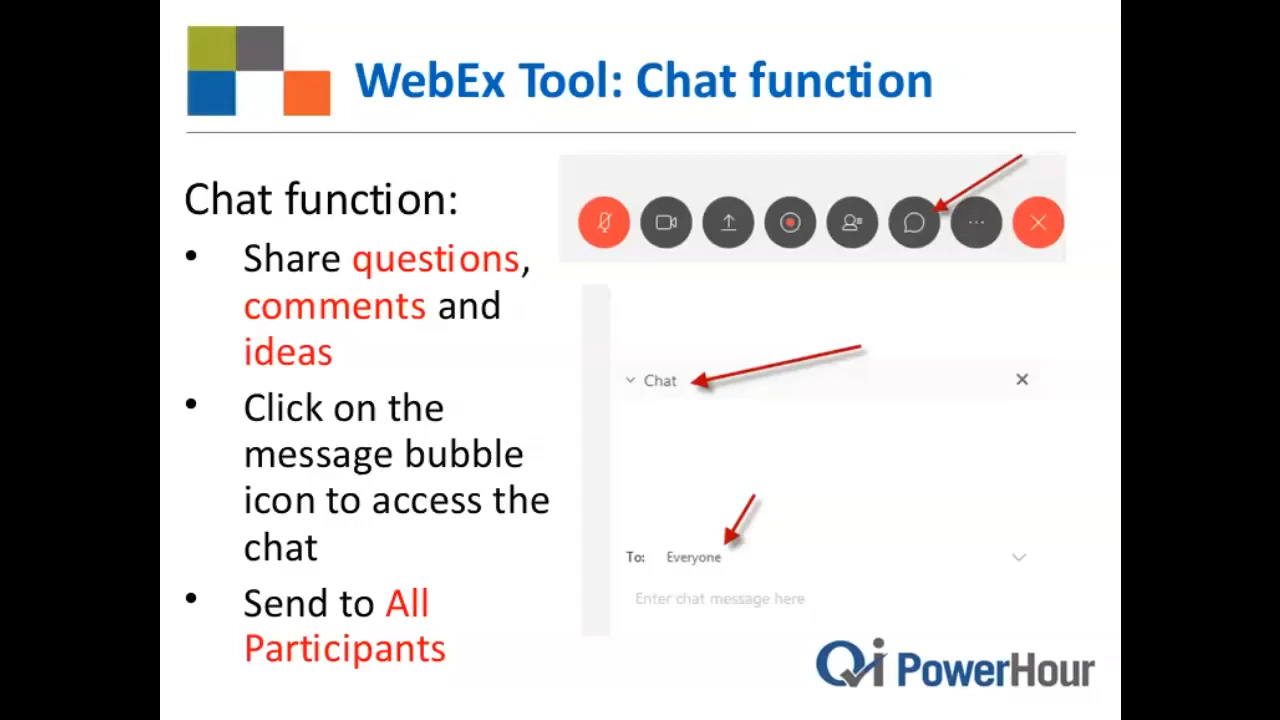 WebEx Tool: Chat function
Chat function:
• Share questions,
comments and
ideas
• Click on the
message bubble
icon to access the
chat
• Send to All
Participants
Chat
To: Everyone
Enter chat message here
Qi PowerHour